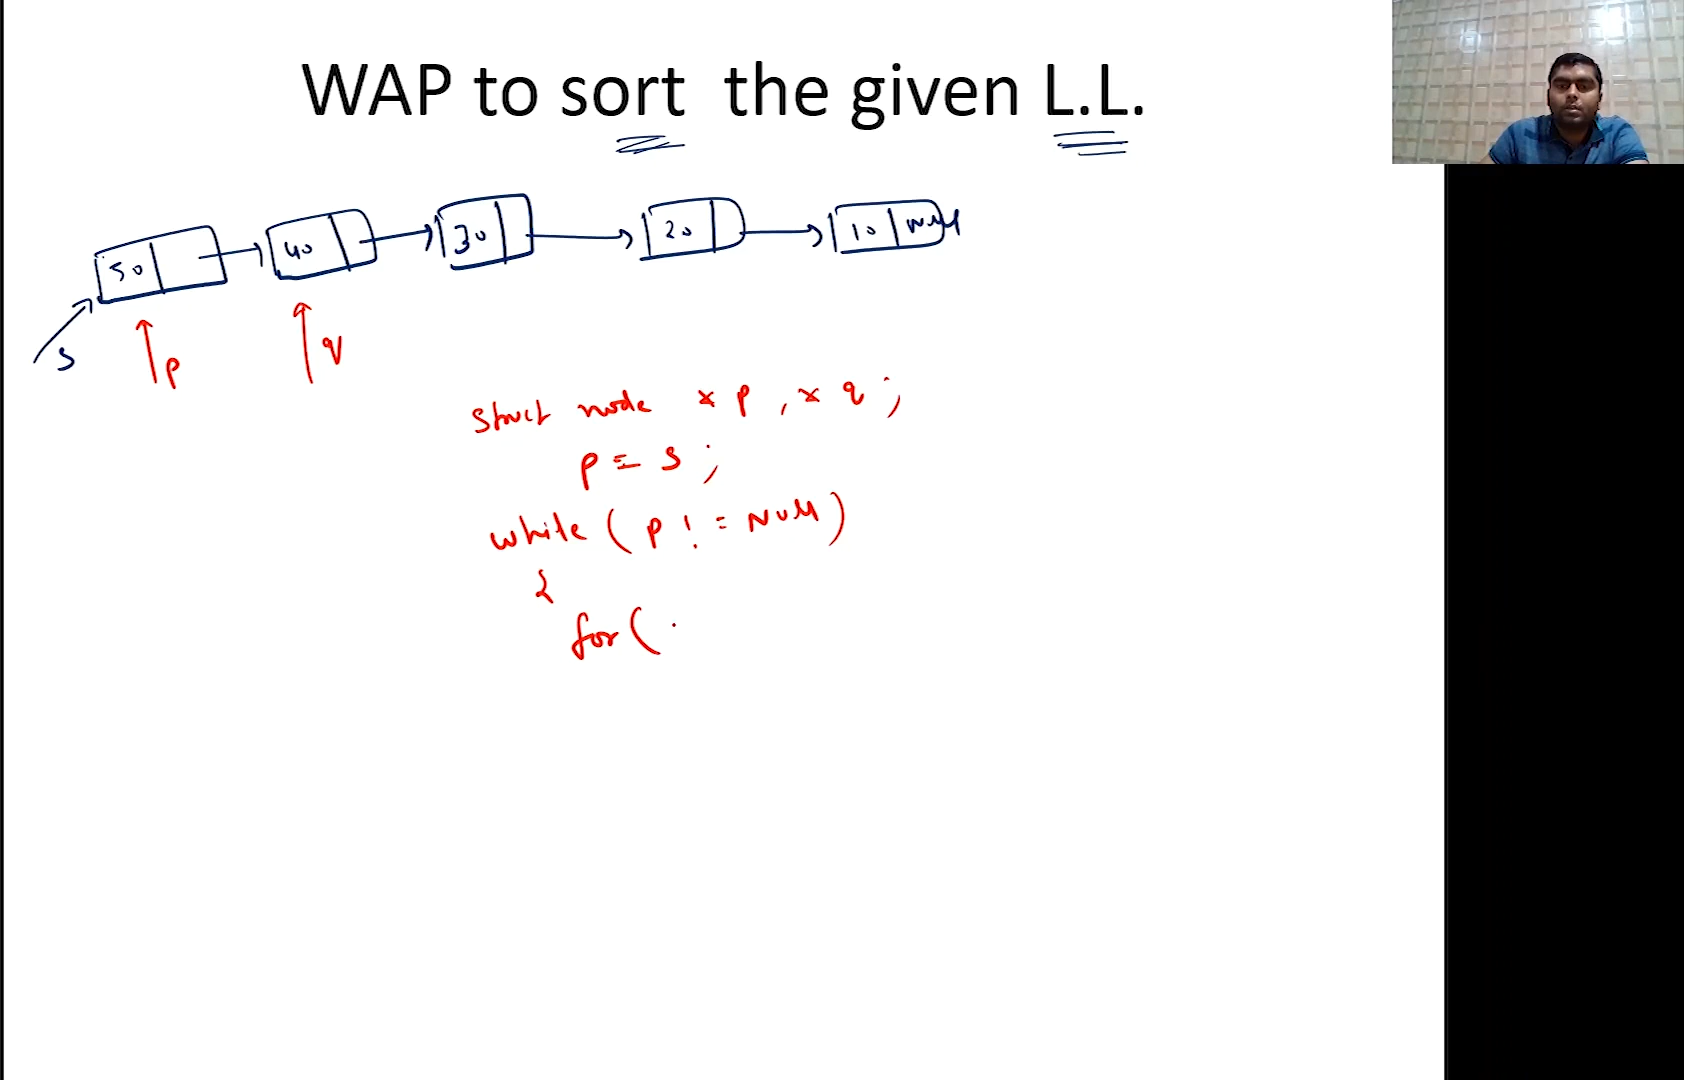 WAP to sort the given L.L.
50 40 30 20 10 Null
s p q
struct node * p , * q ;
p = s ;
while ( p ! = Null )
{
for (